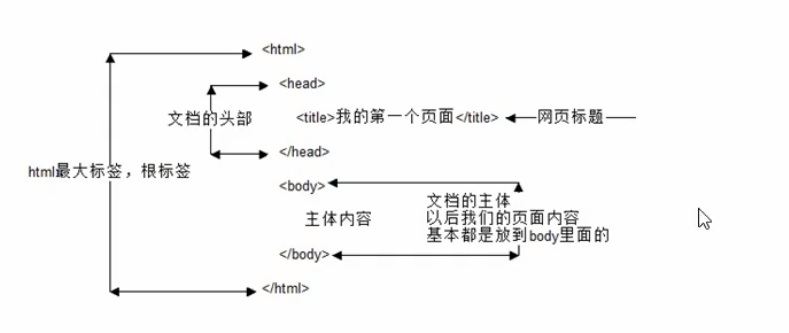 <html>
<head>
文档的头部
<title>我的第一个页面</title>
网页标题
</head>
html最大标签，根标签
<body>
文档的主体
以后我们的页面内容
基本都是放到body里面的
主体内容
</body>
</html>